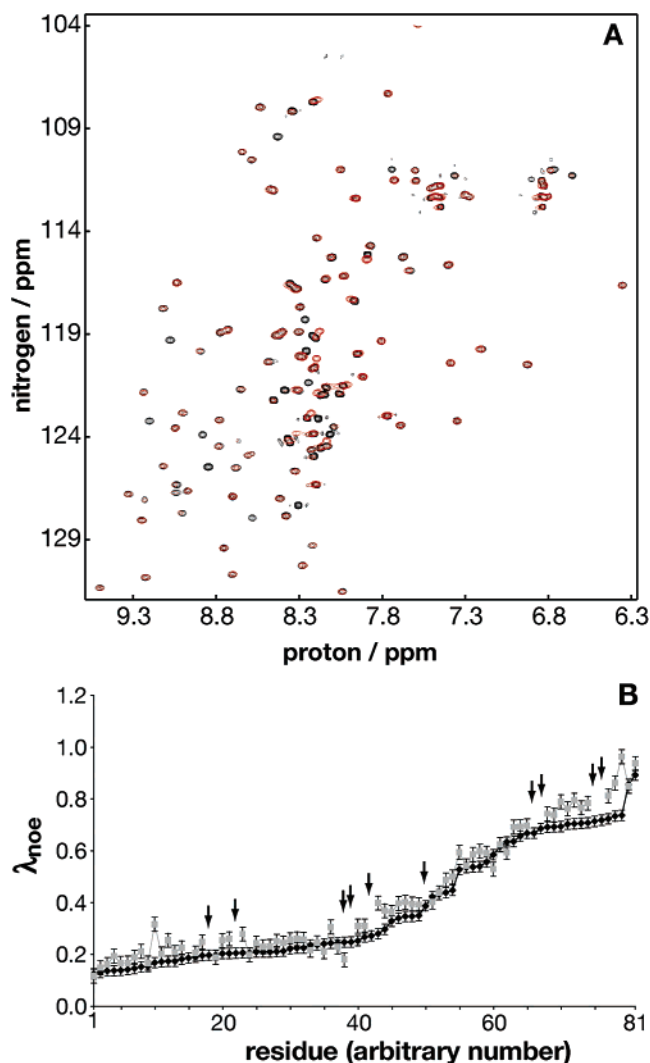 A
104
109
114
119
124
129
nitrogen / ppm
9.3 8.8 8.3 7.8 7.3 6.8 6.3
proton / ppm
B
1.2
1.0
0.8
0.6
0.4
0.2
0.0
λnoe
1 20 40 60 81
residue (arbitrary number)